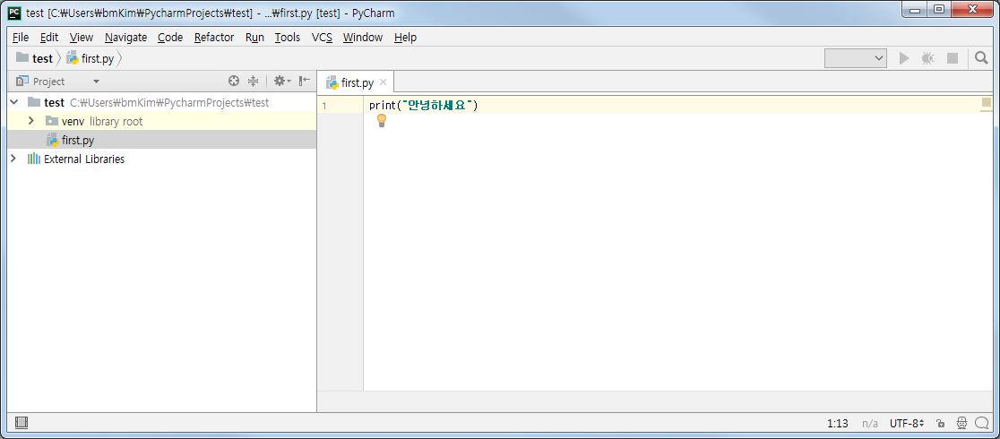 test [C:₩Users₩bmKim₩PycharmProjects₩test] - ...₩first.py [test] - PyCharm
File Edit View Navigate Code Refactor Run Tools VCS Window Help
test first.py
Project
first.py
test C:₩Users₩bmKim₩PycharmProjects₩test
1 print("안녕하세요")
venv library root
first.py
External Libraries
1:13 n/a UTF-8